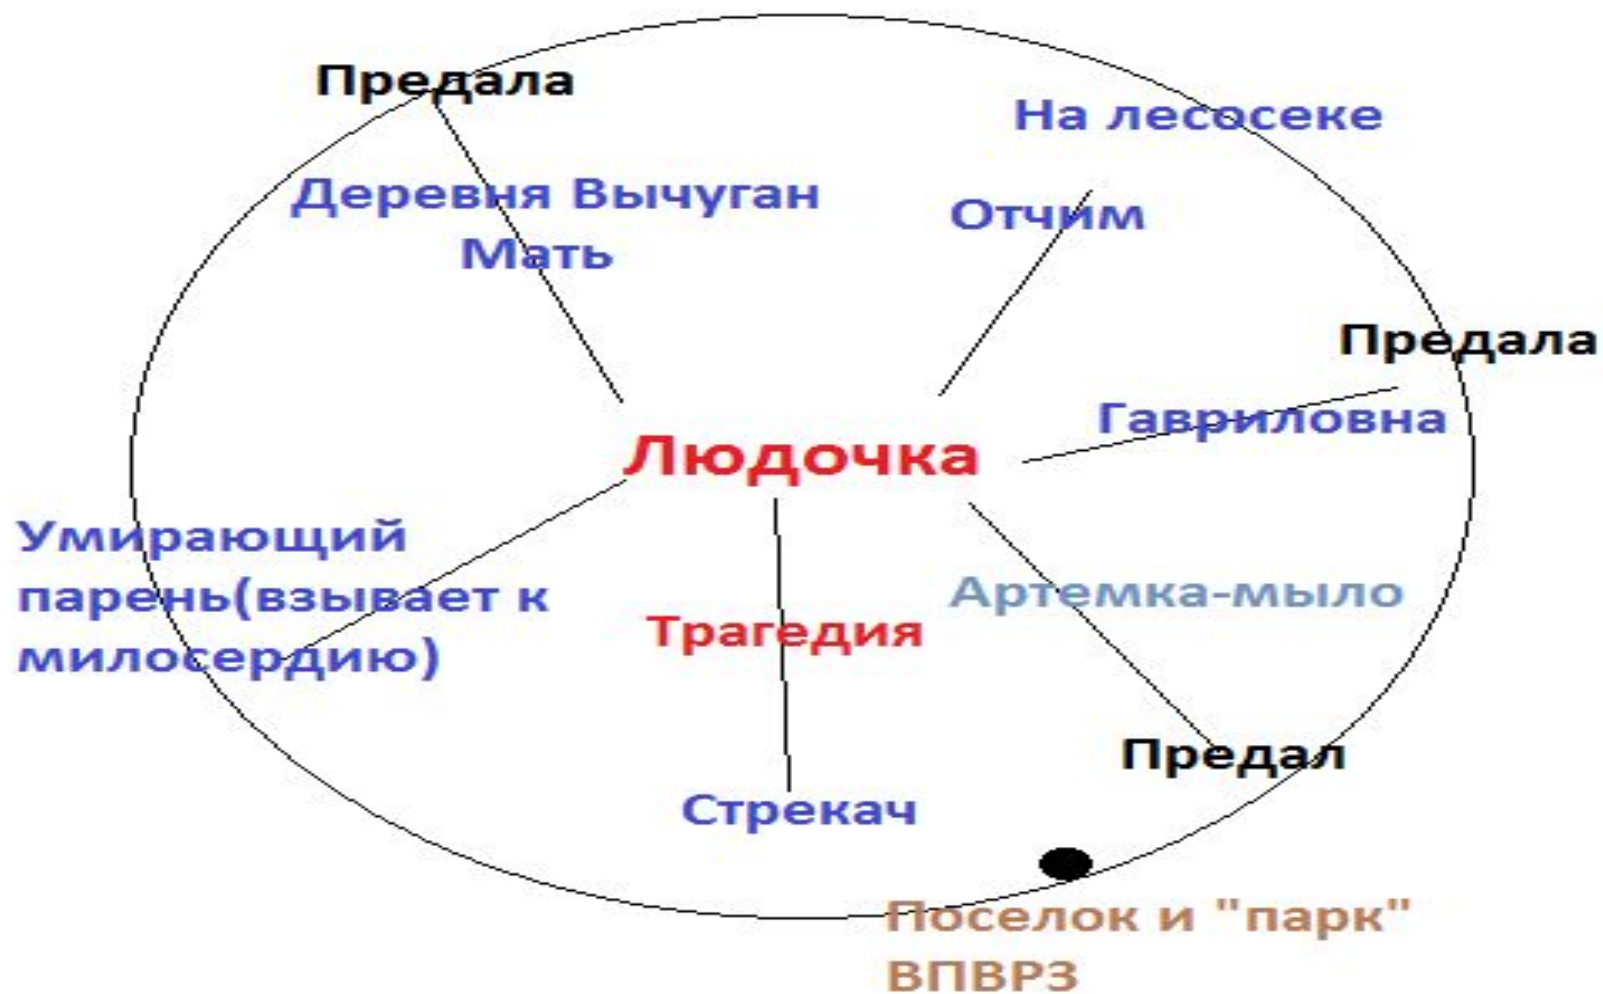 Предала
На лесосеке
Деревня Вычуган
Мать
Отчим
Предала
Гавриловна
Людочка
Умирающий
парень(взывает к
милосердию)
Артемка-мыло
Трагедия
Предал
Стрекач
Поселок и "парк"
ВПВРЗ